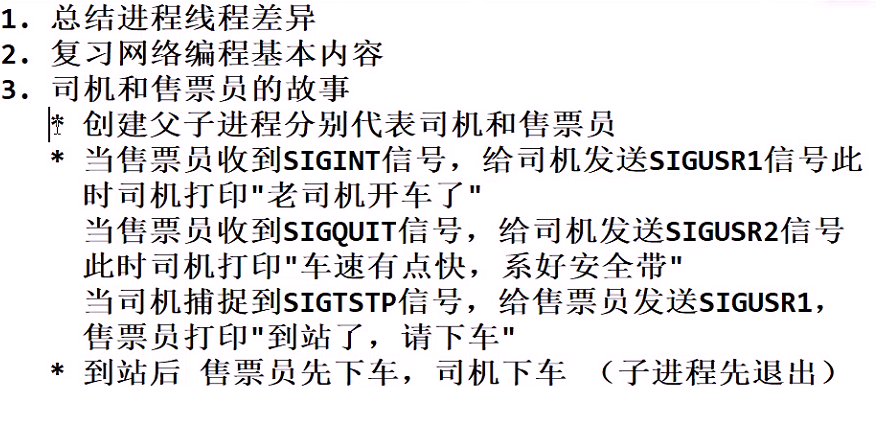 1. 总结进程线程差异
2. 复习网络编程基本内容
3. 司机和售票员的故事
* 创建父子进程分别代表司机和售票员
* 当售票员收到SIGINT信号，给司机发送SIGUSR1信号此
时司机打印"老司机开车了"
当售票员收到SIGQUIT信号，给司机发送SIGUSR2信号
此时司机打印"车速有点快，系好安全带"
当司机捕捉到SIGTSTP信号，给售票员发送SIGUSR1，
售票员打印"到站了，请下车"
* 到站后 售票员先下车，司机下车 （子进程先退出）